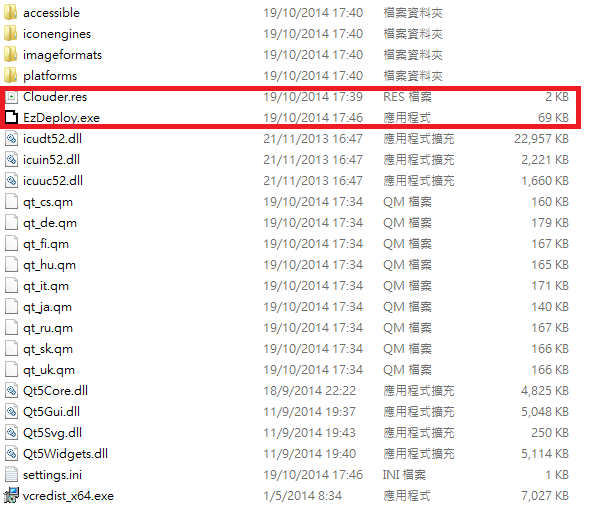 accessible 19/10/2014 17:40 檔案資料夾
iconengines 19/10/2014 17:40 檔案資料夾
imageformats 19/10/2014 17:40 檔案資料夾
platforms 19/10/2014 17:40 檔案資料夾
Clouder.res 19/10/2014 17:39 RES 檔案 2 KB
EzDeploy.exe 19/10/2014 17:46 應用程式 69 KB
icudt52.dll 21/11/2013 16:47 應用程式擴充 22,957 KB
icuin52.dll 21/11/2013 16:47 應用程式擴充 2,221 KB
icuuc52.dll 21/11/2013 16:47 應用程式擴充 1,660 KB
qt_cs.qm 19/10/2014 17:34 QM 檔案 160 KB
qt_de.qm 19/10/2014 17:34 QM 檔案 179 KB
qt_fi.qm 19/10/2014 17:34 QM 檔案 167 KB
qt_hu.qm 19/10/2014 17:34 QM 檔案 165 KB
qt_it.qm 19/10/2014 17:34 QM 檔案 171 KB
qt_ja.qm 19/10/2014 17:34 QM 檔案 140 KB
qt_ru.qm 19/10/2014 17:34 QM 檔案 167 KB
qt_sk.qm 19/10/2014 17:34 QM 檔案 166 KB
qt_uk.qm 19/10/2014 17:34 QM 檔案 166 KB
Qt5Core.dll 18/9/2014 22:22 應用程式擴充 4,825 KB
Qt5Gui.dll 11/9/2014 19:37 應用程式擴充 5,048 KB
Qt5Svg.dll 11/9/2014 19:43 應用程式擴充 250 KB
Qt5Widgets.dll 11/9/2014 19:40 應用程式擴充 5,114 KB
settings.ini 19/10/2014 17:46 INI 檔案 1 KB
vcredist_x64.exe 1/5/2014 8:34 應用程式 7,027 KB